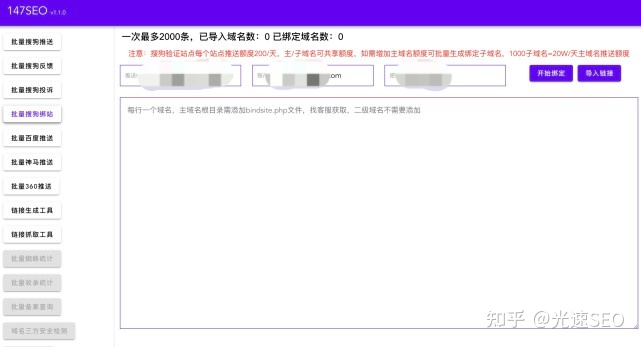 147SEO v1.1.0
一次最多2000条，已导入域名数：0 已绑定域名数：0
注意：搜狗验证站点每个站点推送额度200/天，主/子域名可共享额度，如需增加主域名额度可批量生成绑定子域名，1000子域名=20W/天主域名推送额度
.com
开始绑定
导入链接
每行一个域名，主域名根目录需添加bindsite.php文件，找客服获取，二级域名不需要添加
批量搜狗推送
批量搜狗反馈
批量搜狗投诉
批量搜狗绑站
批量百度推送
批量神马推送
批量360推送
链接生成工具
链接抓取工具
批量蜘蛛统计
批量收录统计
批量备案查询
域名三方安全检测
知乎 @光速SEO